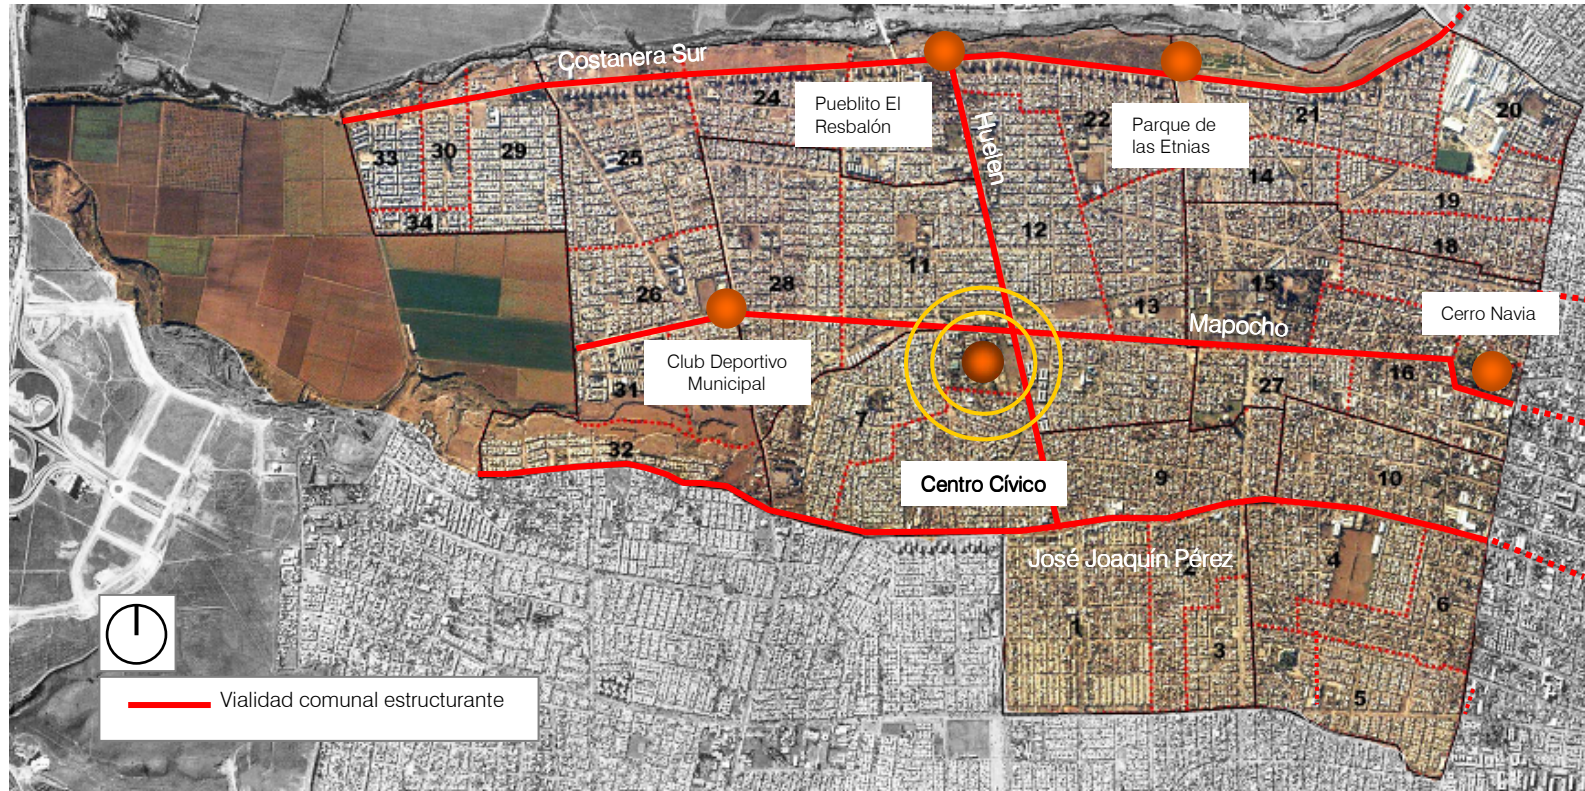 Costanera Sur
20
24
Pueblito El
Resbalón
22
21
Parque de
las Etnias
Huelen
33
30
29
25
14
19
34
12
18
11
26
28
15
13
Cerro Navia
Mapocho
Club Deportivo
Municipal
31
27
16
7
32
Centro Cívico
9
10
José Joaquín Pérez
2
4
6
1
3
5
Vialidad comunal estructurante